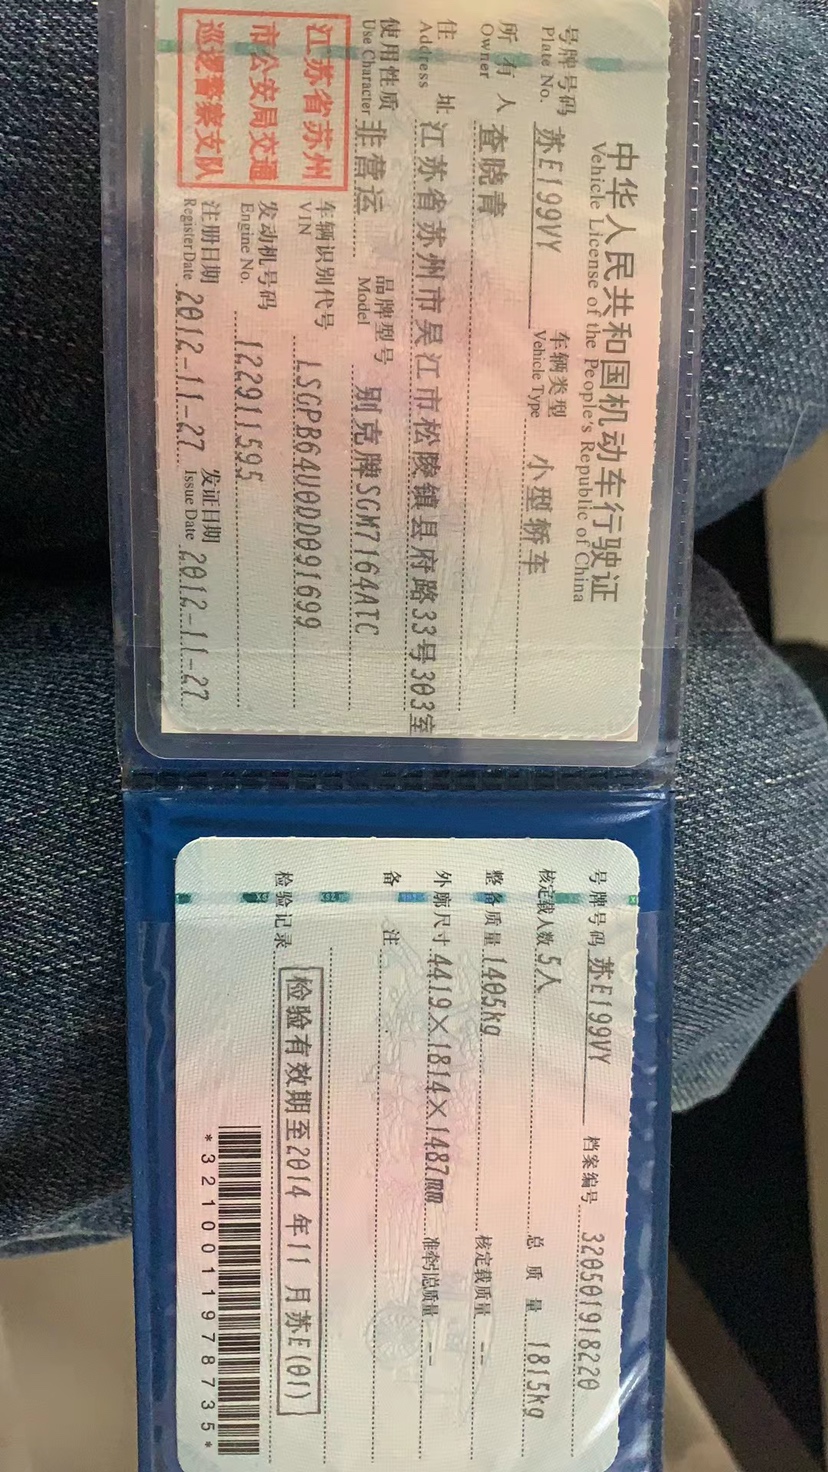 中华人民共和国机动车行驶证
Vehicle License of the People's Republic of China
号牌号码 苏E199VY 车辆类型 小型轿车
Plate No. Vehicle Type
所有人 查晓青
Owner
住址 江苏省苏州市吴江市松陵镇县府路33号303室
Address
使用性质 非营运 品牌型号 别克牌SGM7164ATC
Use Character Model
江苏省苏州
市公安局交通
巡逻警察支队
车辆识别代号 LSGPB64U0DD091699
VIN
发动机号码 122911595
Engine No.
注册日期 2012-11-27 发证日期 2012-11-27
Register Date Issue Date
号牌号码 苏E199VY 档案编号 320501918220
核定载人数 5人 总质量 1815kg
整备质量 1405kg 核定载质量 --
外廓尺寸 4419×1814×1487mm 准牵引总质量 --
备注
检验记录 检验有效期至2014年11月苏E(01)
*3210011978735*